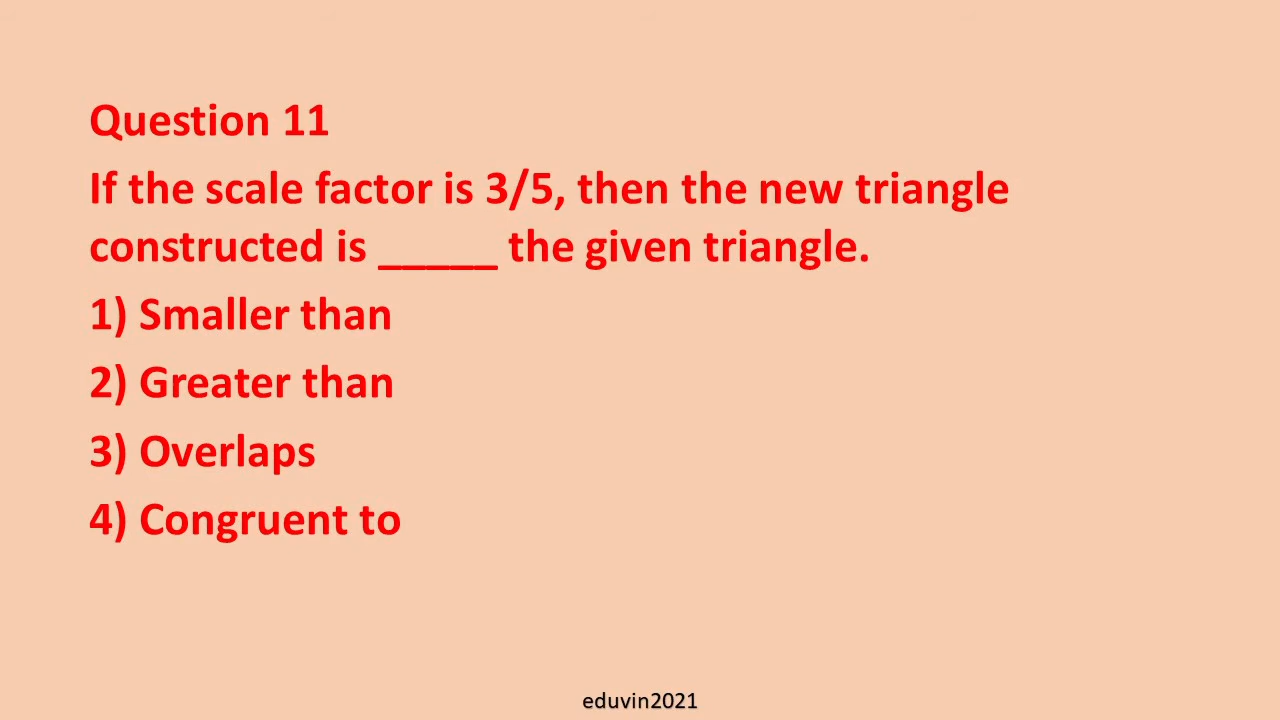 Question 11
If the scale factor is 3/5, then the new triangle
constructed is _____ the given triangle.
1) Smaller than
2) Greater than
3) Overlaps
4) Congruent to
eduvin2021